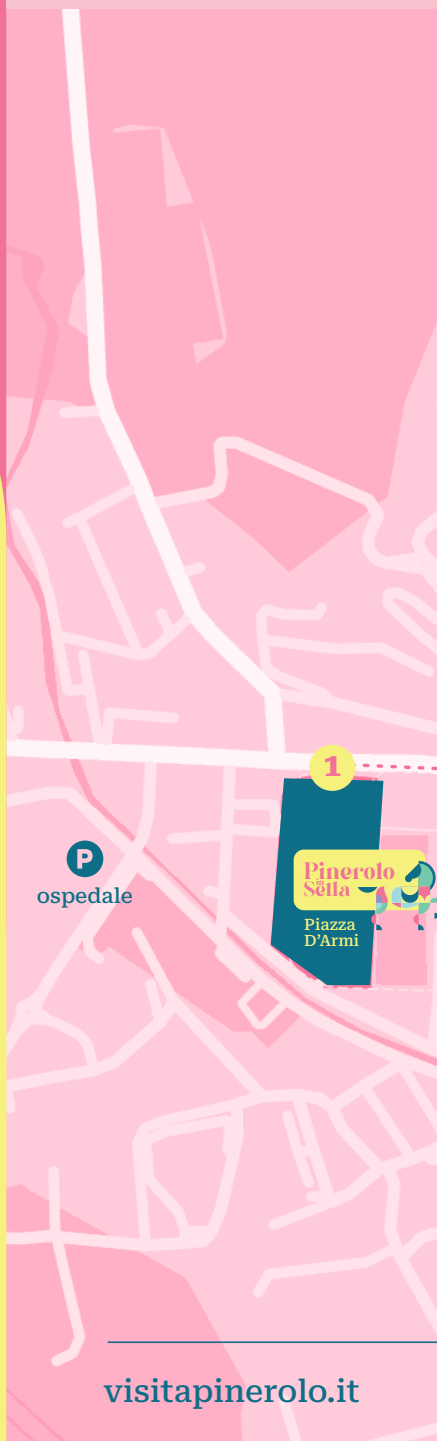 1
P
ospedale
Pinerolo
in
Sella
Piazza
D'Armi
visitapinerolo.it